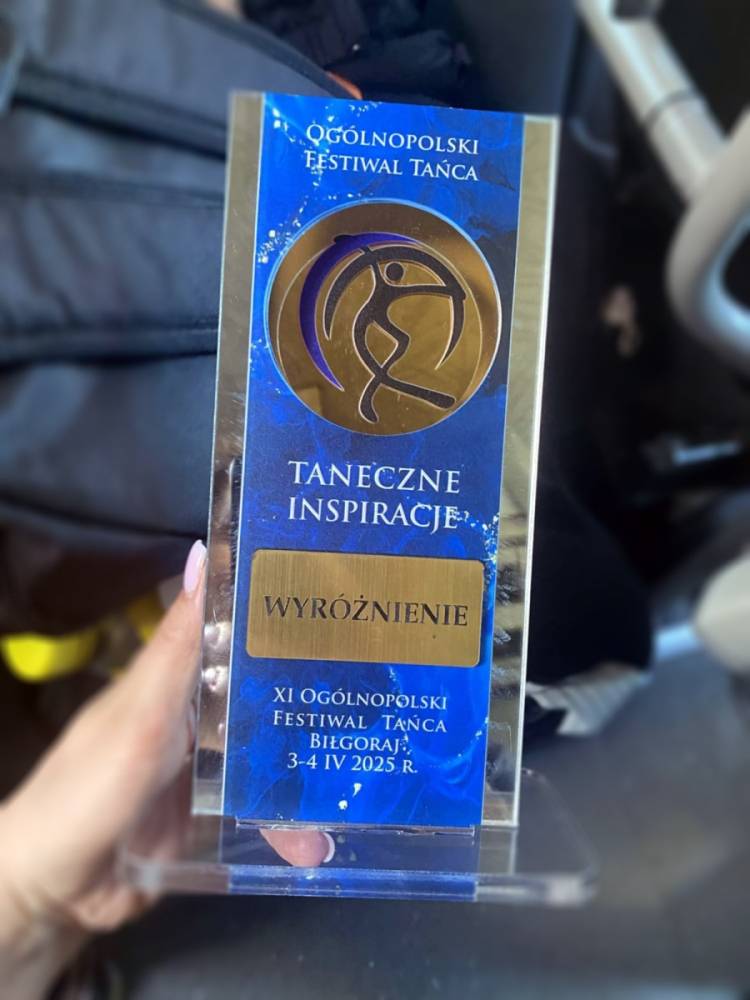 OGÓLNOPOLSKI
FESTIWAL TAŃCA
TANECZNE
INSPIRACJE
WYRÓŻNIENIE
XI OGÓLNOPOLSKI
FESTIWAL TAŃCA
BIŁGORAJ
3-4 IV 2025 R.